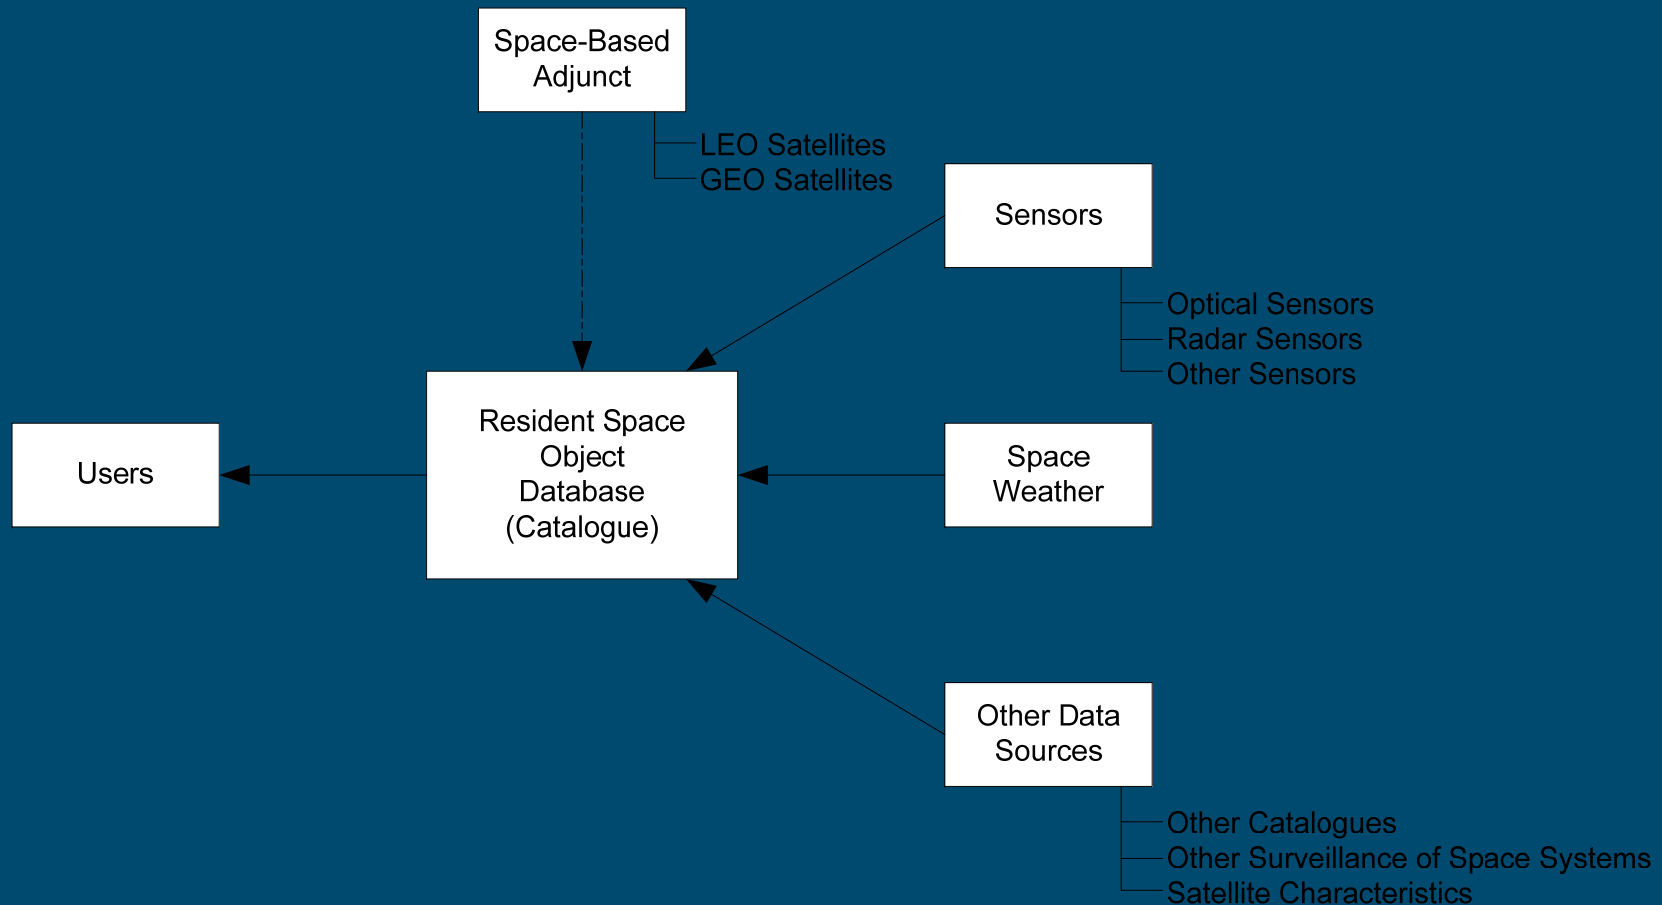 Space-Based
Adjunct
LEO Satellites
GEO Satellites
Sensors
Optical Sensors
Radar Sensors
Other Sensors
Users
Resident Space
Object
Database
(Catalogue)
Space
Weather
Other Data
Sources
Other Catalogues
Other Surveillance of Space Systems
Satellite Characteristics